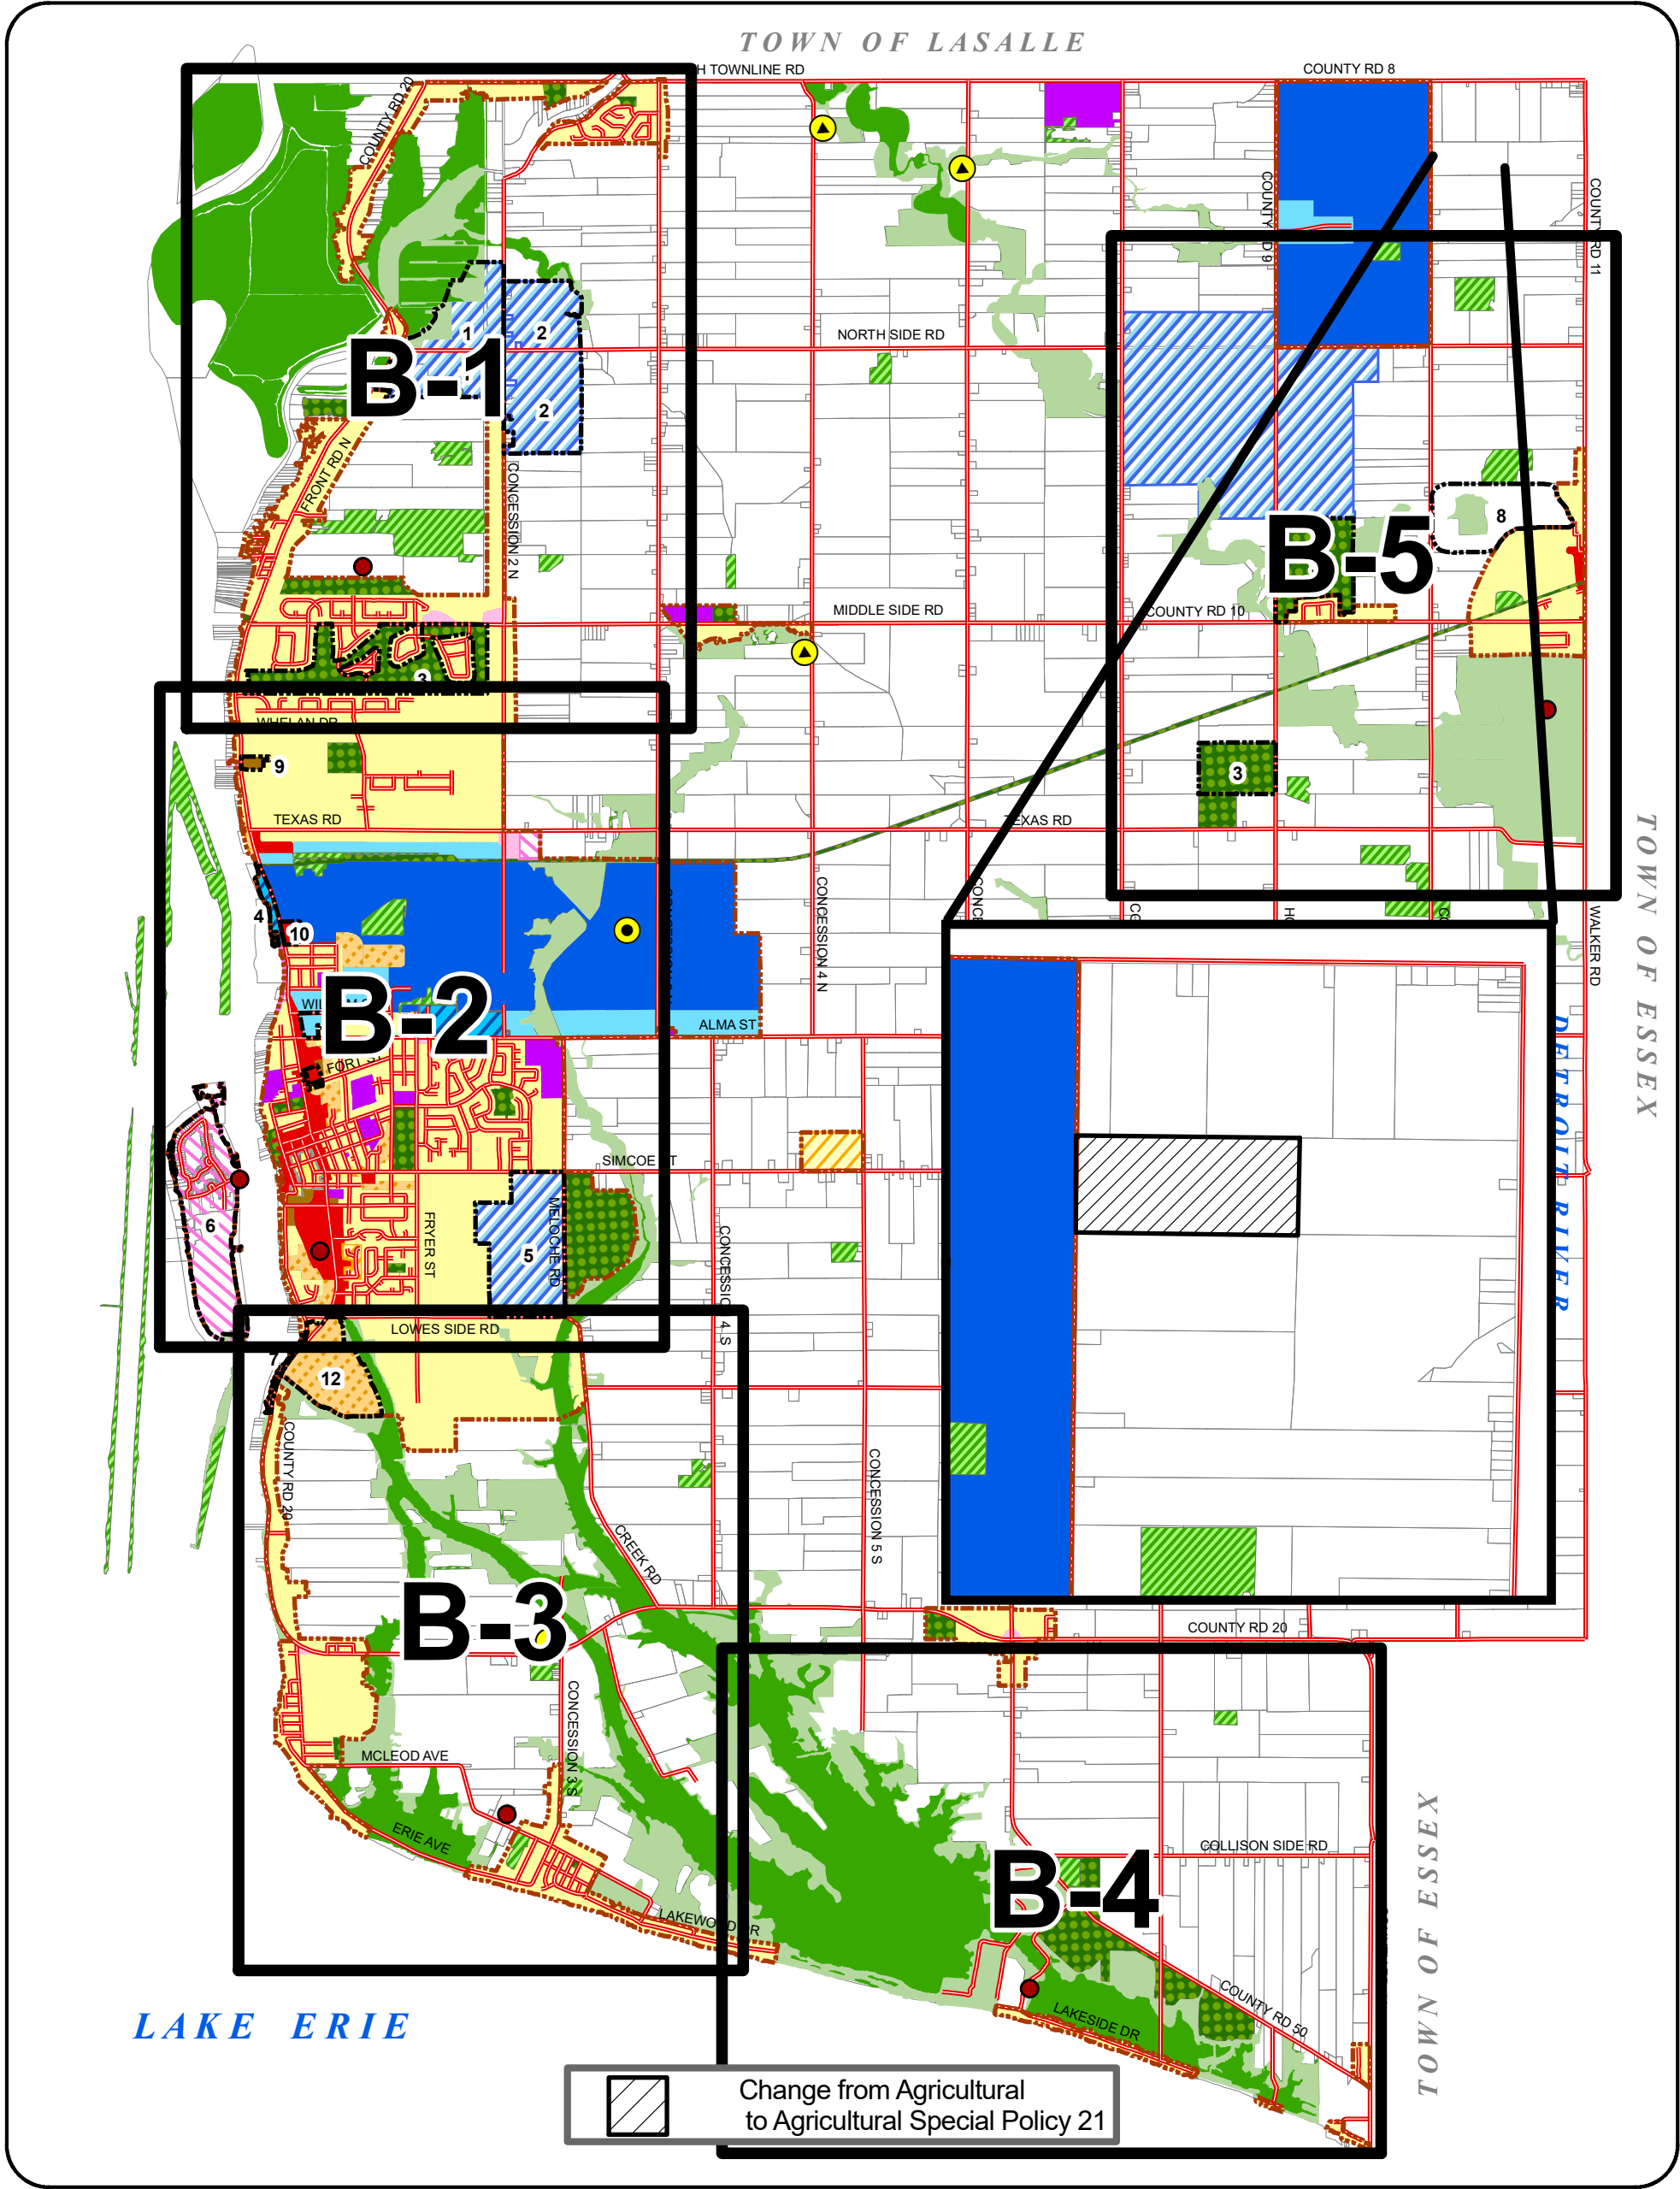 TOWN OF LASALLE
H TOWNLINE RD
COUNTY RD 8
COUNTY RD 20
COUNTY RD 11
NORTH SIDE RD
1
2
B-1
2
FRONT RD N
CONCESSION 2 N
8
B-5
MIDDLE SIDE RD
COUNTY RD 10
3
WHELAN DR
9
3
TEXAS RD
TEXAS RD
TOWN OF ESSEX
4
10
CONCESSION 4 N
WALKER RD
B-2
ALMA ST
FORT ST
DETROIT RIVER
SIMCOE
6
FRYER ST
MELOCHE RD
5
CONCESSION 4 S
LOWES SIDE RD
7
12
COUNTY RD 20
CONCESSION 5 S
CREEK RD
B-3
COUNTY RD 20
CONCESSION 3 S
MCLEOD AVE
ERIE AVE
COLLISON SIDE RD
B-4
TOWN OF ESSEX
LAKEWOOD DR
COUNTY RD 50
LAKESIDE DR
LAKE ERIE
Change from Agricultural
to Agricultural Special Policy 21